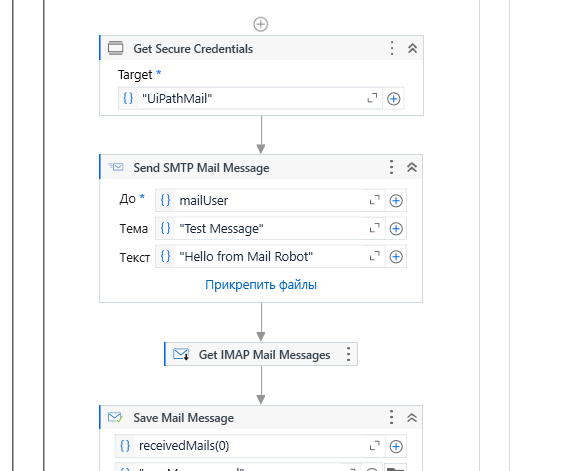 Get Secure Credentials
Target *
"UiPathMail"
Send SMTP Mail Message
До * mailUser
Тема "Test Message"
Текст "Hello from Mail Robot"
Прикрепить файлы
Get IMAP Mail Messages
Save Mail Message
receivedMails(0)